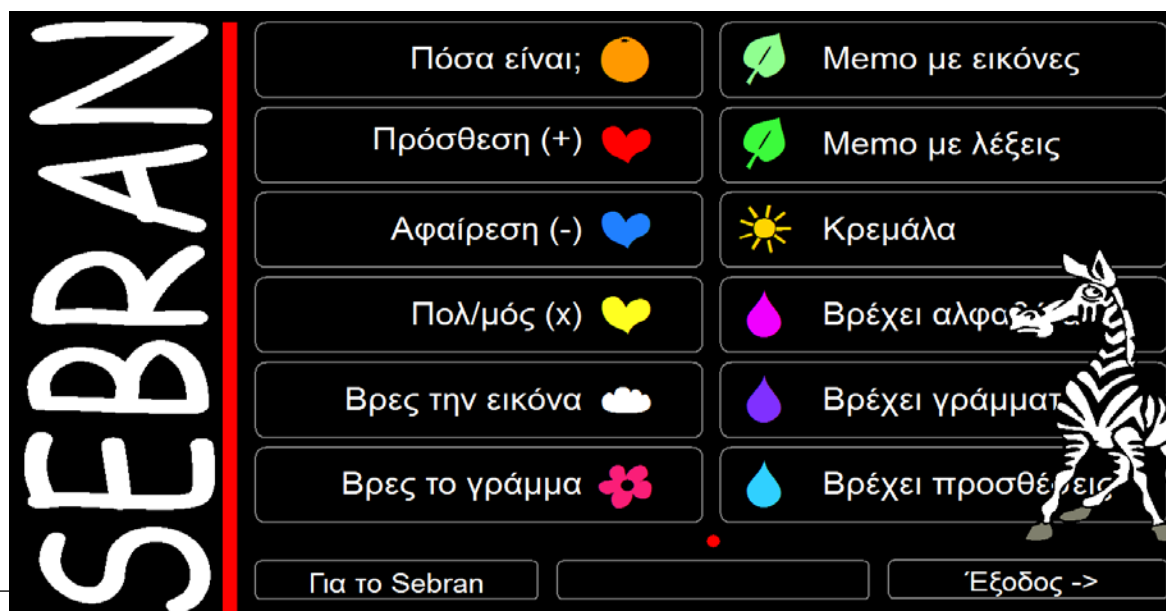 SEBRAN
Πόσα είναι;
Πρόσθεση (+)
Αφαίρεση (-)
Πολ/μός (x)
Βρες την εικόνα
Βρες το γράμμα
Memo με εικόνες
Memo με λέξεις
Κρεμάλα
Βρέχει
Βρέχει
Βρέχει προσθέσεις
Για το Sebran
Έξοδος ->